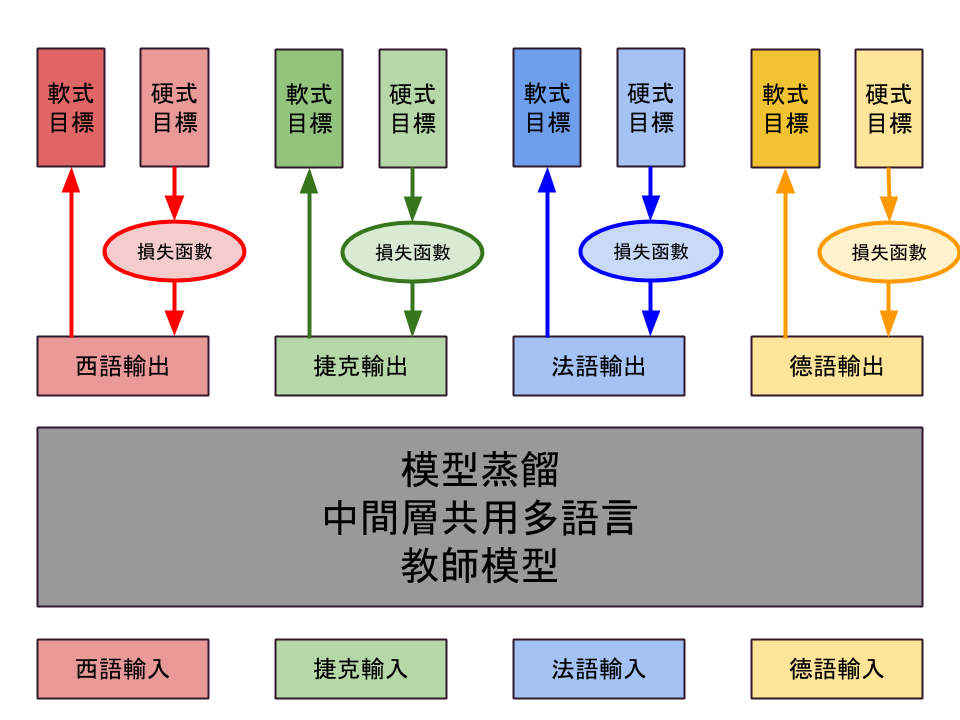 軟式
目標
硬式
目標
軟式
目標
硬式
目標
軟式
目標
硬式
目標
軟式
目標
硬式
目標
損失函數
損失函數
損失函數
損失函數
西語輸出
捷克輸出
法語輸出
德語輸出
模型蒸餾
中間層共用多語言
教師模型
西語輸入
捷克輸入
法語輸入
德語輸入